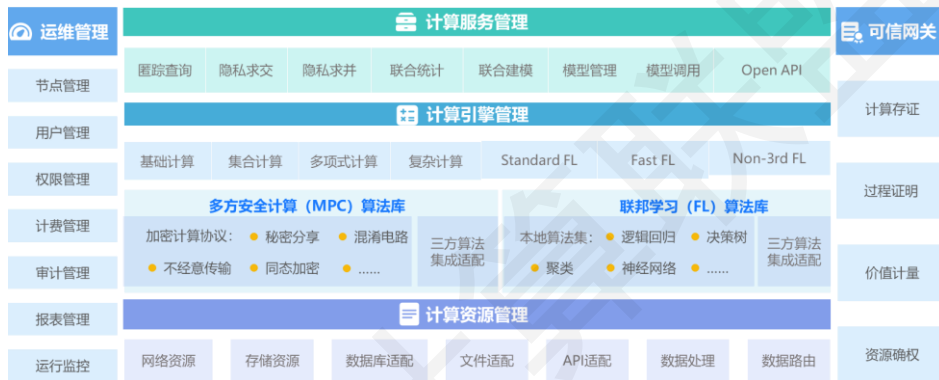 运维管理
节点管理
用户管理
权限管理
计费管理
审计管理
报表管理
运行监控
计算服务管理
匿踪查询 隐私求交 隐私求并 联合统计 联合建模 模型管理 模型调用 Open API
计算引擎管理
基础计算 集合计算 多项式计算 复杂计算 Standard FL Fast FL Non-3rd FL
多方安全计算（MPC）算法库
加密计算协议： 秘密分享 混淆电路
不经意传输 同态加密 ......
三方算法
集成适配
联邦学习（FL）算法库
本地算法集： 逻辑回归 决策树
聚类 神经网络 ......
三方算法
集成适配
计算资源管理
网络资源 存储资源 数据库适配 文件适配 API适配 数据处理 数据路由
可信网关
计算存证
过程证明
价值计量
资源确权